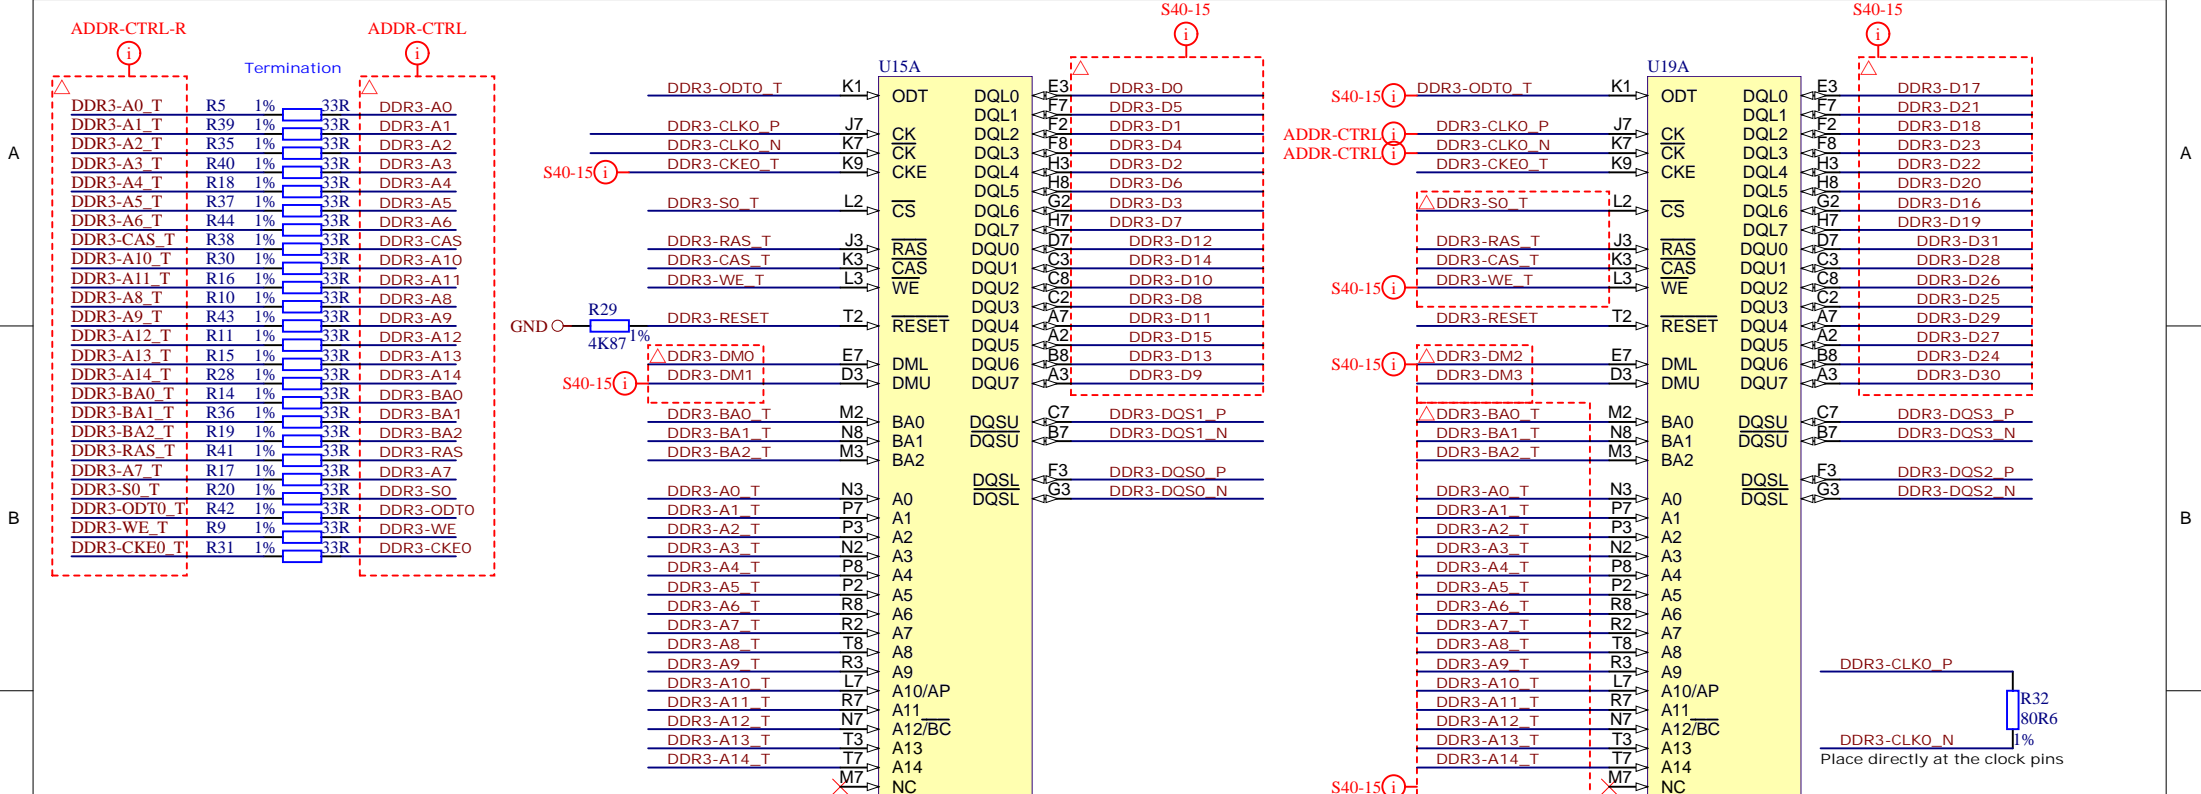 S40-15 S40-15
ADDR-CTRL-R ADDR-CTRL
i i i i
Termination U15A U19A
DDR3-A0_T R5 1% 33R DDR3-A0
DDR3-A1_T R39 1% 33R DDR3-A1
DDR3-A2_T R35 1% 33R DDR3-A2
DDR3-A3_T R40 1% 33R DDR3-A3
DDR3-A4_T R18 1% 33R DDR3-A4
DDR3-A5_T R37 1% 33R DDR3-A5
DDR3-A6_T R44 1% 33R DDR3-A6
DDR3-CAS_T R38 1% 33R DDR3-CAS
DDR3-A10_T R30 1% 33R DDR3-A10
DDR3-A11_T R16 1% 33R DDR3-A11
DDR3-A8_T R10 1% 33R DDR3-A8
DDR3-A9_T R43 1% 33R DDR3-A9
DDR3-A12_T R11 1% 33R DDR3-A12
DDR3-A13_T R15 1% 33R DDR3-A13
DDR3-A14_T R28 1% 33R DDR3-A14
DDR3-BA0_T R14 1% 33R DDR3-BA0
DDR3-BA1_T R36 1% 33R DDR3-BA1
DDR3-BA2_T R19 1% 33R DDR3-BA2
DDR3-RAS_T R41 1% 33R DDR3-RAS
DDR3-A7_T R17 1% 33R DDR3-A7
DDR3-S0_T R20 1% 33R DDR3-S0
DDR3-ODT0_T R42 1% 33R DDR3-ODT0
DDR3-WE_T R9 1% 33R DDR3-WE
DDR3-CKE0_T R31 1% 33R DDR3-CKE0
A
B
DDR3-ODT0_T K1 ODT
DDR3-CLK0_P J7 CK
DDR3-CLK0_N K7 CK
S40-15 i DDR3-CKE0_T K9 CKE
DDR3-S0_T L2 CS
DDR3-RAS_T J3 RAS
DDR3-CAS_T K3 CAS
DDR3-WE_T L3 WE
GND R29 4K87 1% DDR3-RESET T2 RESET
DDR3-DM0 E7 DML
S40-15 i DDR3-DM1 D3 DMU
DDR3-BA0_T M2 BA0
DDR3-BA1_T N8 BA1
DDR3-BA2_T M3 BA2
DDR3-A0_T N3 A0
DDR3-A1_T P7 A1
DDR3-A2_T P3 A2
DDR3-A3_T N2 A3
DDR3-A4_T P8 A4
DDR3-A5_T P2 A5
DDR3-A6_T R8 A6
DDR3-A7_T R2 A7
DDR3-A8_T T8 A8
DDR3-A9_T R3 A9
DDR3-A10_T L7 A10/AP
DDR3-A11_T R7 A11
DDR3-A12_T N7 A12/BC
DDR3-A13_T T3 A13
DDR3-A14_T T7 A14
M7 NC
DQL0 E3 DDR3-D0
DQL1 F7 DDR3-D5
DQL2 F2 DDR3-D1
DQL3 F8 DDR3-D4
DQL4 H3 DDR3-D2
DQL5 H8 DDR3-D6
DQL6 G2 DDR3-D3
DQL7 H7 DDR3-D7
DQU0 D7 DDR3-D12
DQU1 C3 DDR3-D14
DQU2 C8 DDR3-D10
DQU3 C2 DDR3-D8
DQU4 A7 DDR3-D11
DQU5 A2 DDR3-D15
DQU6 B8 DDR3-D13
DQU7 A3 DDR3-D9
DQSU C7 DDR3-DQS1_P
DQSU B7 DDR3-DQS1_N
DQSL F3 DDR3-DQS0_P
DQSL G3 DDR3-DQS0_N
S40-15 i DDR3-ODT0_T K1 ODT
ADDR-CTRL i DDR3-CLK0_P J7 CK
ADDR-CTRL i DDR3-CLK0_N K7 CK
DDR3-CKE0_T K9 CKE
DDR3-S0_T L2 CS
DDR3-RAS_T J3 RAS
DDR3-CAS_T K3 CAS
S40-15 i DDR3-WE_T L3 WE
DDR3-RESET T2 RESET
S40-15 i DDR3-DM2 E7 DML
DDR3-DM3 D3 DMU
DDR3-BA0_T M2 BA0
DDR3-BA1_T N8 BA1
DDR3-BA2_T M3 BA2
DDR3-A0_T N3 A0
DDR3-A1_T P7 A1
DDR3-A2_T P3 A2
DDR3-A3_T N2 A3
DDR3-A4_T P8 A4
DDR3-A5_T P2 A5
DDR3-A6_T R8 A6
DDR3-A7_T R2 A7
DDR3-A8_T T8 A8
DDR3-A9_T R3 A9
DDR3-A10_T L7 A10/AP
DDR3-A11_T R7 A11
DDR3-A12_T N7 A12/BC
DDR3-A13_T T3 A13
DDR3-A14_T T7 A14
S40-15 i M7 NC
DQL0 E3 DDR3-D17
DQL1 F7 DDR3-D21
DQL2 F2 DDR3-D18
DQL3 F8 DDR3-D23
DQL4 H3 DDR3-D22
DQL5 H8 DDR3-D20
DQL6 G2 DDR3-D16
DQL7 H7 DDR3-D19
DQU0 D7 DDR3-D31
DQU1 C3 DDR3-D28
DQU2 C8 DDR3-D26
DQU3 C2 DDR3-D25
DQU4 A7 DDR3-D29
DQU5 A2 DDR3-D27
DQU6 B8 DDR3-D24
DQU7 A3 DDR3-D30
DQSU C7 DDR3-DQS3_P
DQSU B7 DDR3-DQS3_N
DQSL F3 DDR3-DQS2_P
DQSL G3 DDR3-DQS2_N
DDR3-CLK0_P
R32
80R6
DDR3-CLK0_N 1%
Place directly at the clock pins
A
B